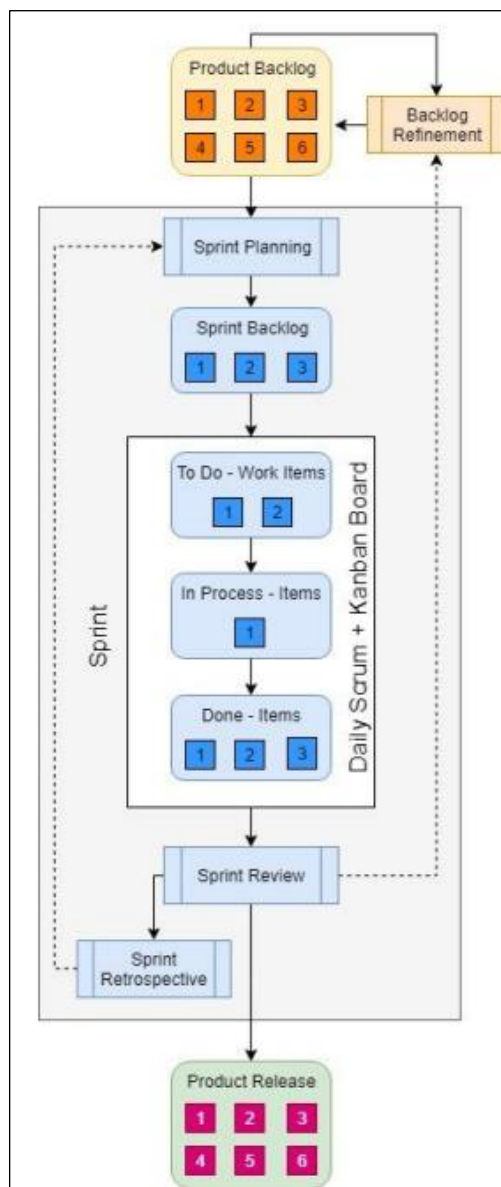 Product Backlog
1 2 3
4 5 6
Backlog
Refinement
Sprint Planning
Sprint Backlog
1 2 3
To Do - Work Items
1 2
In Process - Items
1
Done - Items
1 2 3
Sprint
Daily Scrum + Kanban Board
Sprint Review
Sprint
Retrospective
Product Release
1 2 3
4 5 6